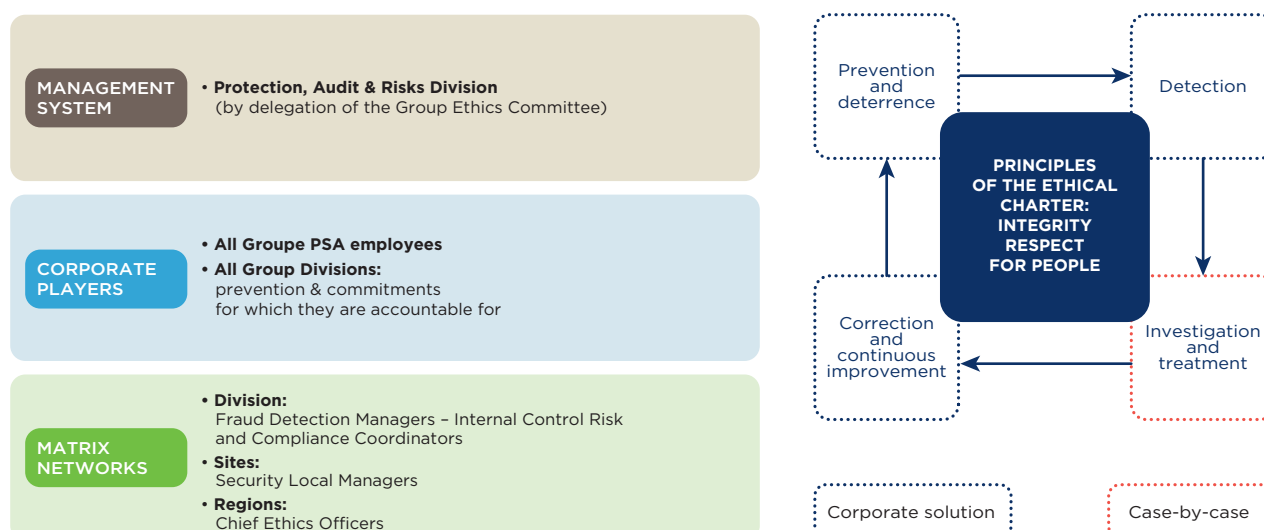 MANAGEMENT
SYSTEM
• Protection, Audit & Risks Division
(by delegation of the Group Ethics Committee)
CORPORATE
PLAYERS
• All Groupe PSA employees
• All Group Divisions:
prevention & commitments
for which they are accountable for
MATRIX
NETWORKS
• Division:
Fraud Detection Managers – Internal Control Risk
and Compliance Coordinators
• Sites:
Security Local Managers
• Regions:
Chief Ethics Officers
Prevention
and
deterrence
Detection
PRINCIPLES
OF THE ETHICAL
CHARTER:
INTEGRITY
RESPECT
FOR PEOPLE
Correction
and
continuous
improvement
Investigation
and
treatment
Corporate solution
Case-by-case